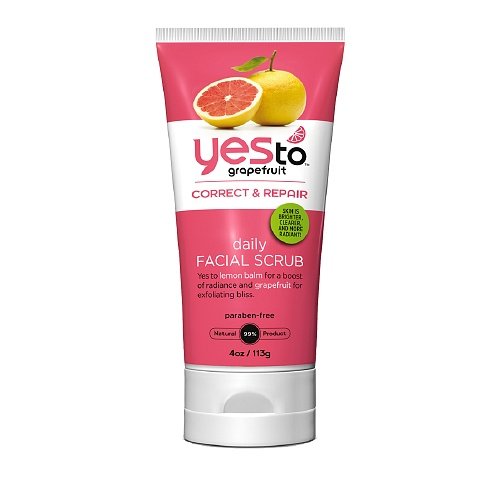 yes to™
grapefruit
CORRECT & REPAIR
SKIN IS
BRIGHTER,
CLEARER,
AND MORE
RADIANT!
daily
FACIAL SCRUB
Yes to lemon balm for a boost
of radiance and grapefruit for
exfoliating bliss.
paraben-free
Natural 99% Product
4oz / 113g